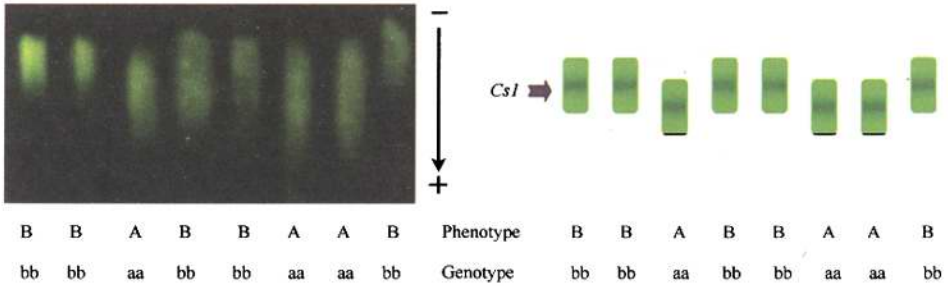 −
Cs1
+
B B A B B A A B Phenotype B B A B B A A B
bb bb aa bb bb aa aa bb Genotype bb bb aa bb bb aa aa bb